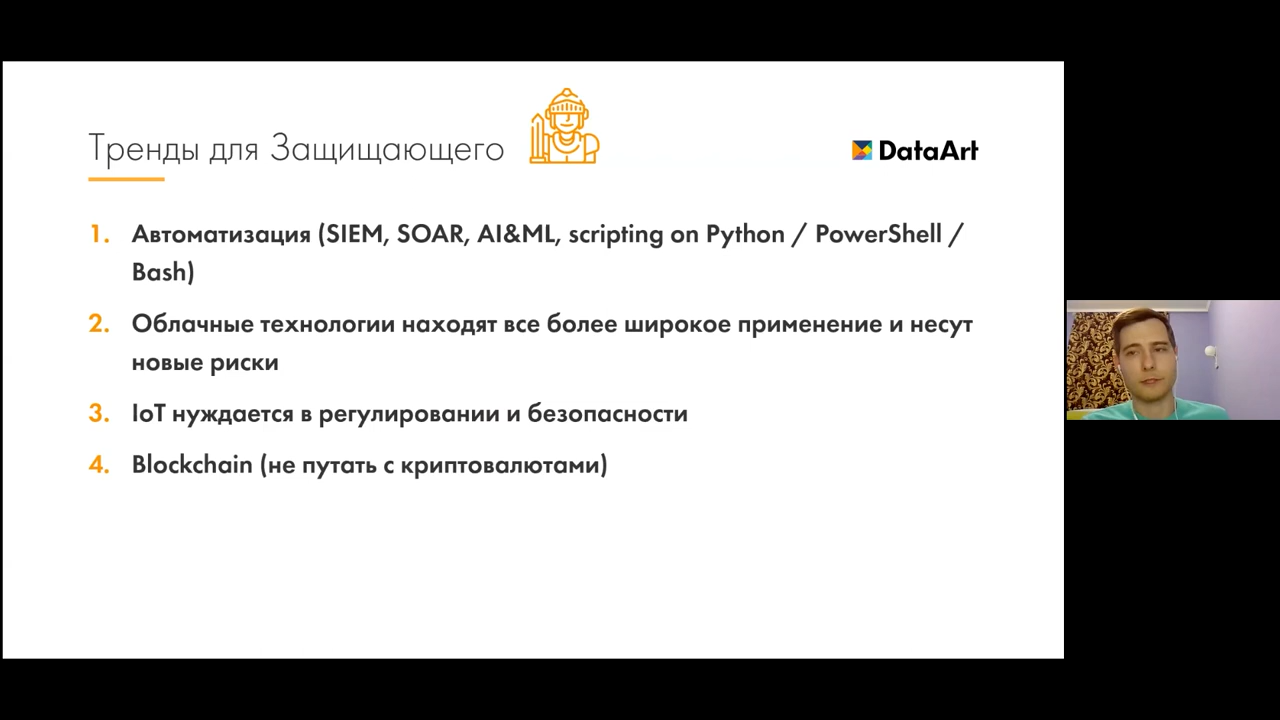 Тренды для Защищающего
DataArt
1. Автоматизация (SIEM, SOAR, AI&ML, scripting on Python / PowerShell /
Bash)
2. Облачные технологии находят все более широкое применение и несут
новые риски
3. IoT нуждается в регулировании и безопасности
4. Blockchain (не путать с криптовалютами)